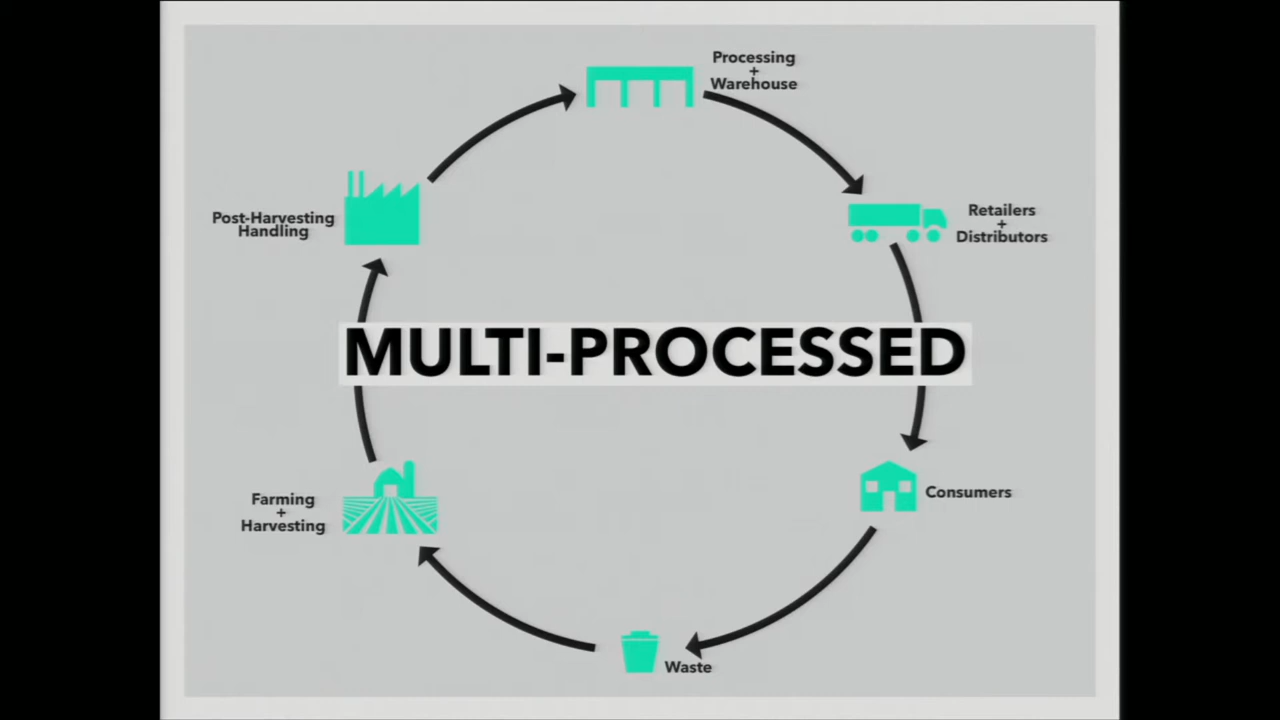 Processing
+
Warehouse
Post-Harvesting
Handling
Retailers
+
Distributors
MULTI-PROCESSED
Farming
+
Harvesting
Consumers
Waste